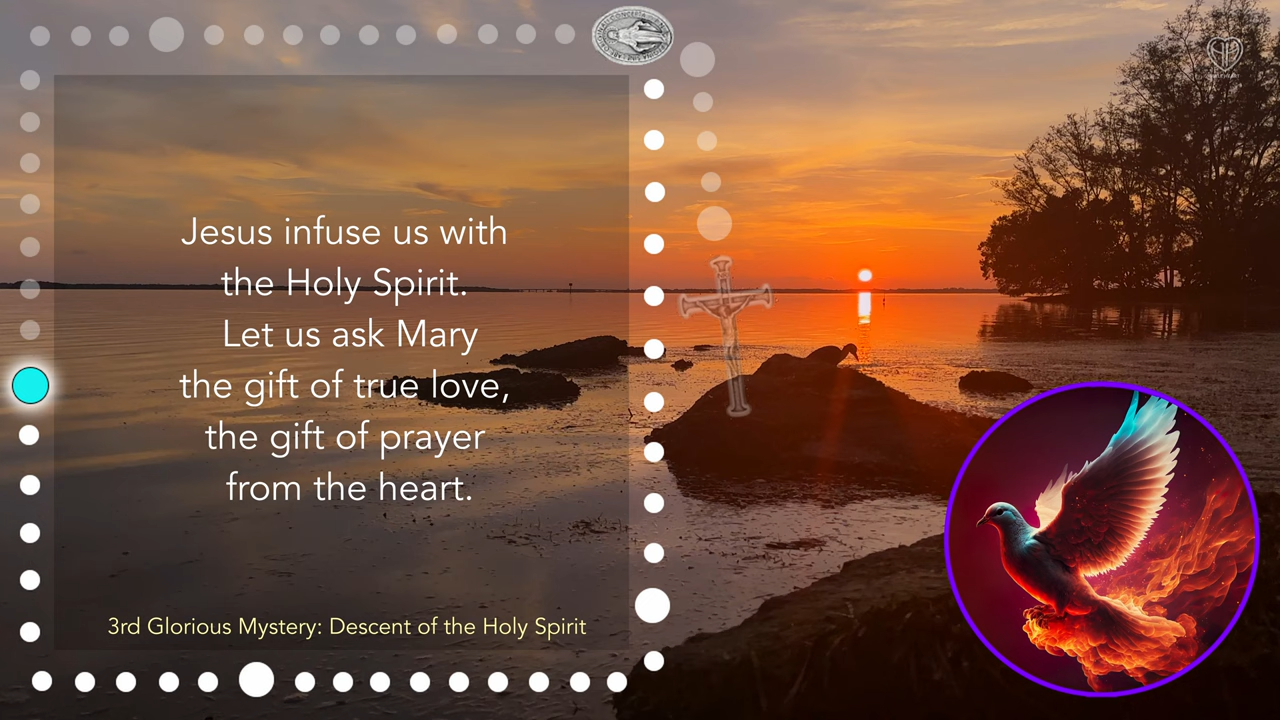 Jesus infuse us with
the Holy Spirit.
Let us ask Mary
the gift of true love,
the gift of prayer
from the heart.
3rd Glorious Mystery: Descent of the Holy Spirit